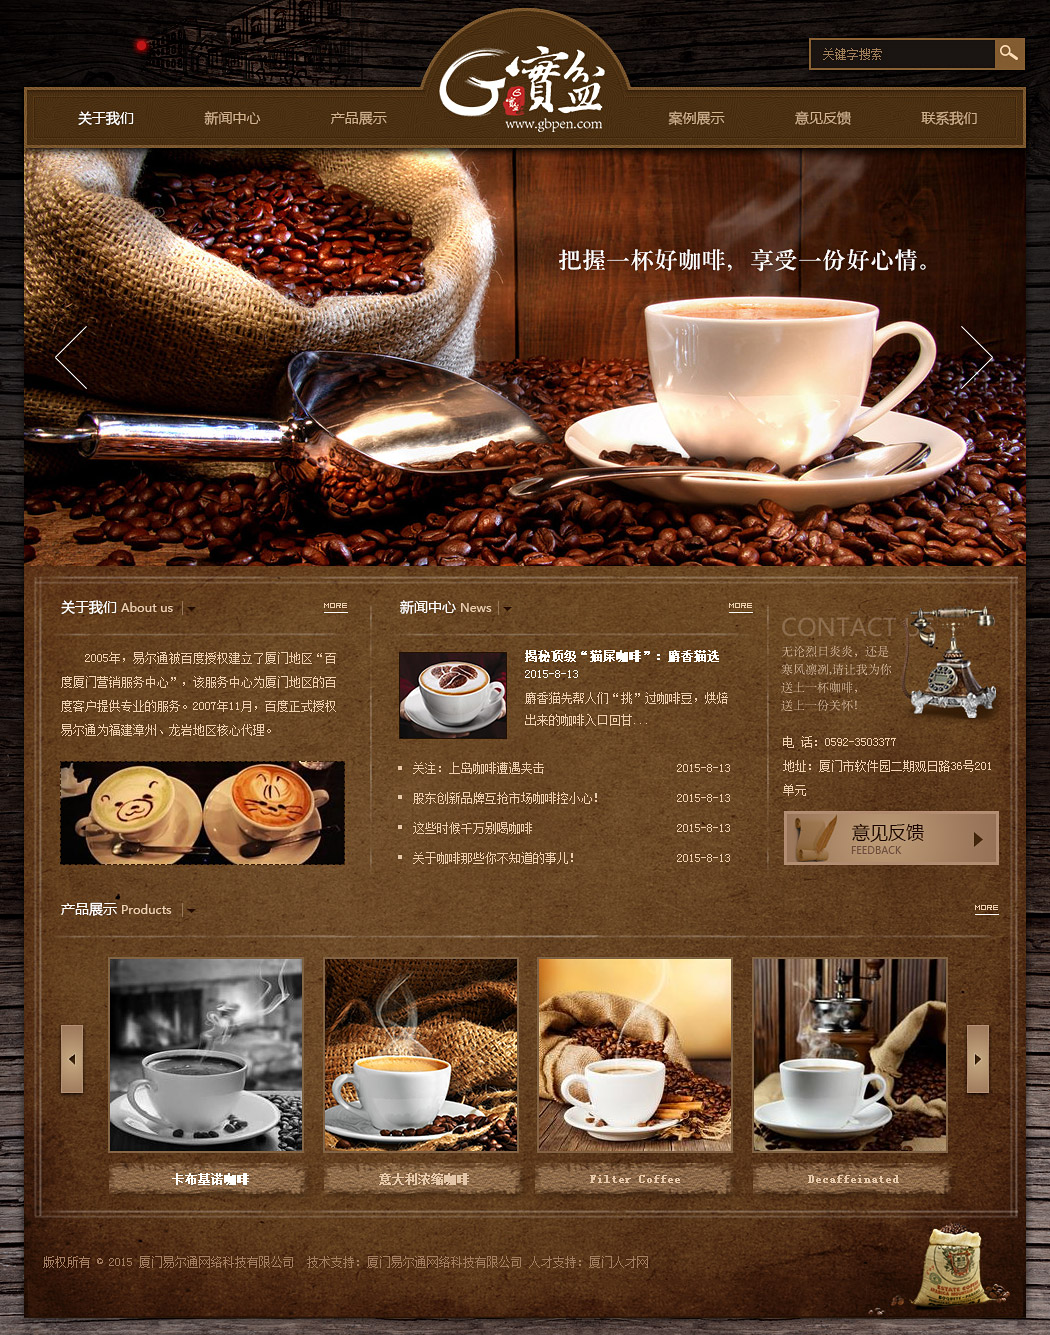 关键字搜索
寶盆
www.gbpen.com
关于我们 新闻中心 产品展示 案例展示 意见反馈 联系我们
把握一杯好咖啡，享受一份好心情。
关于我们 About us
MORE
2005年，易尔通被百度授权建立了厦门地区“百
度厦门营销服务中心”，该服务中心为厦门地区的百
度客户提供专业的服务。2007年11月，百度正式授权
易尔通为福建漳州、龙岩地区核心代理。
新闻中心 News
MORE
揭秘顶级“猫屎咖啡”：麝香猫选
2015-8-13
麝香猫先帮人们“挑”过咖啡豆，烘焙
出来的咖啡入口回甘...
关注：上岛咖啡遭遇夹击 2015-8-13
股东创新品牌互抢市场咖啡控小心！ 2015-8-13
这些时候千万别喝咖啡 2015-8-13
关于咖啡那些你不知道的事儿！ 2015-8-13
CONTACT US
无论烈日炎炎，还是
寒风凛冽,请让我为你
送上一杯咖啡，
送上一份关怀！
电 话：0592-3503377
地址：厦门市软件园二期观日路36号201
单元
意见反馈
FEEDBACK
产品展示 Products
MORE
卡布基诺咖啡 意大利浓缩咖啡 Filter Coffee Decaffeinated
版权所有 © 2015 厦门易尔通网络科技有限公司 技术支持：厦门易尔通网络科技有限公司 人才支持：厦门人才网